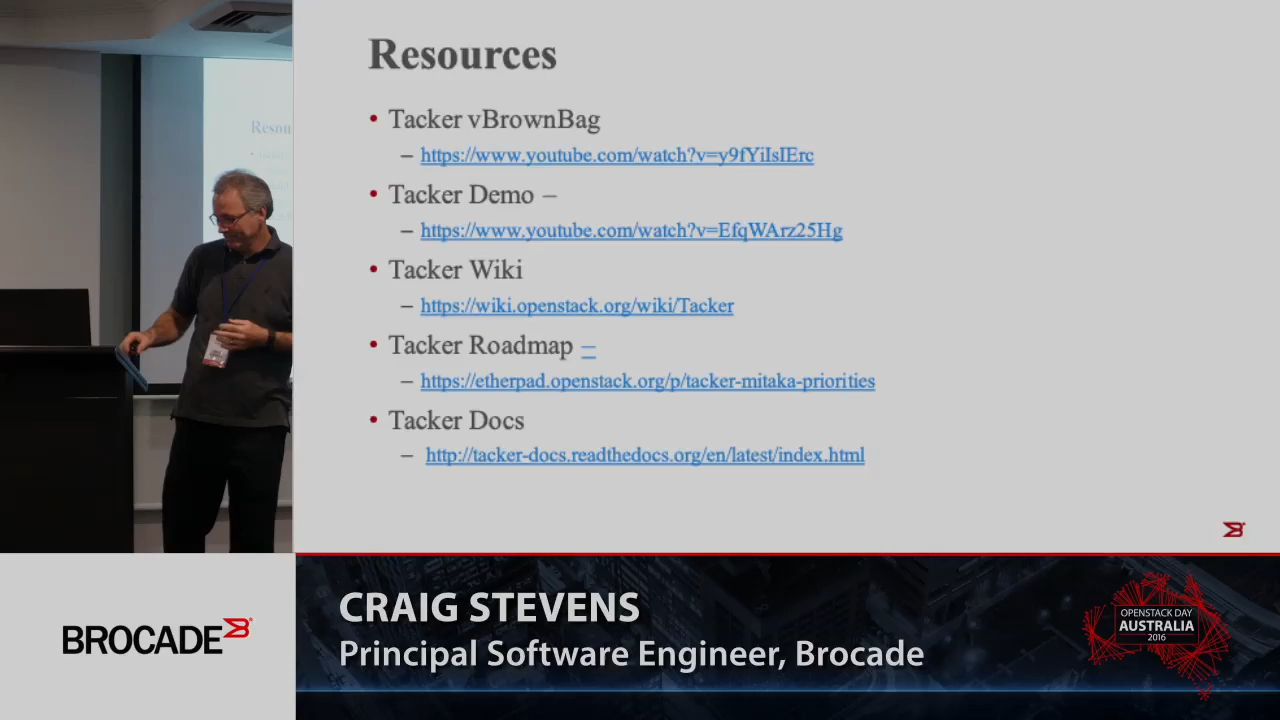 Resources
• Tacker vBrownBag
– https://www.youtube.com/watch?v=y9fYiIsIErc
• Tacker Demo –
– https://www.youtube.com/watch?v=EfqWArz25Hg
• Tacker Wiki
– https://wiki.openstack.org/wiki/Tacker
• Tacker Roadmap –
– https://etherpad.openstack.org/p/tacker-mitaka-priorities
• Tacker Docs
– http://tacker-docs.readthedocs.org/en/latest/index.html
Resou
BROCADE
CRAIG STEVENS
Principal Software Engineer, Brocade
OPENSTACK DAY
AUSTRALIA
2016